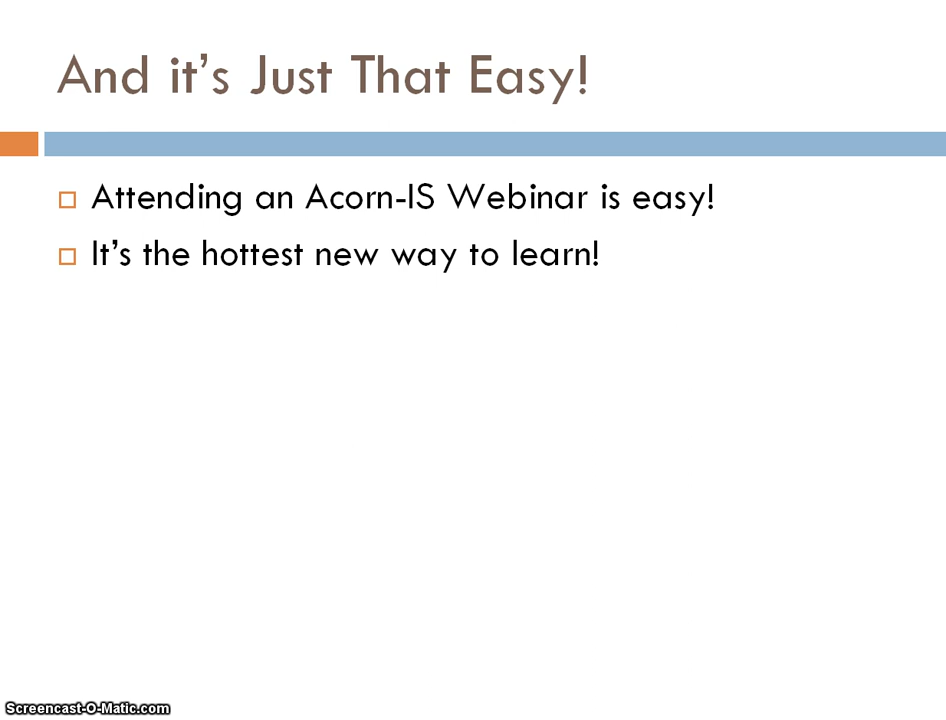 And it’s Just That Easy!
Attending an Acorn-IS Webinar is easy!
It’s the hottest new way to learn!
Screencast-O-Matic.com